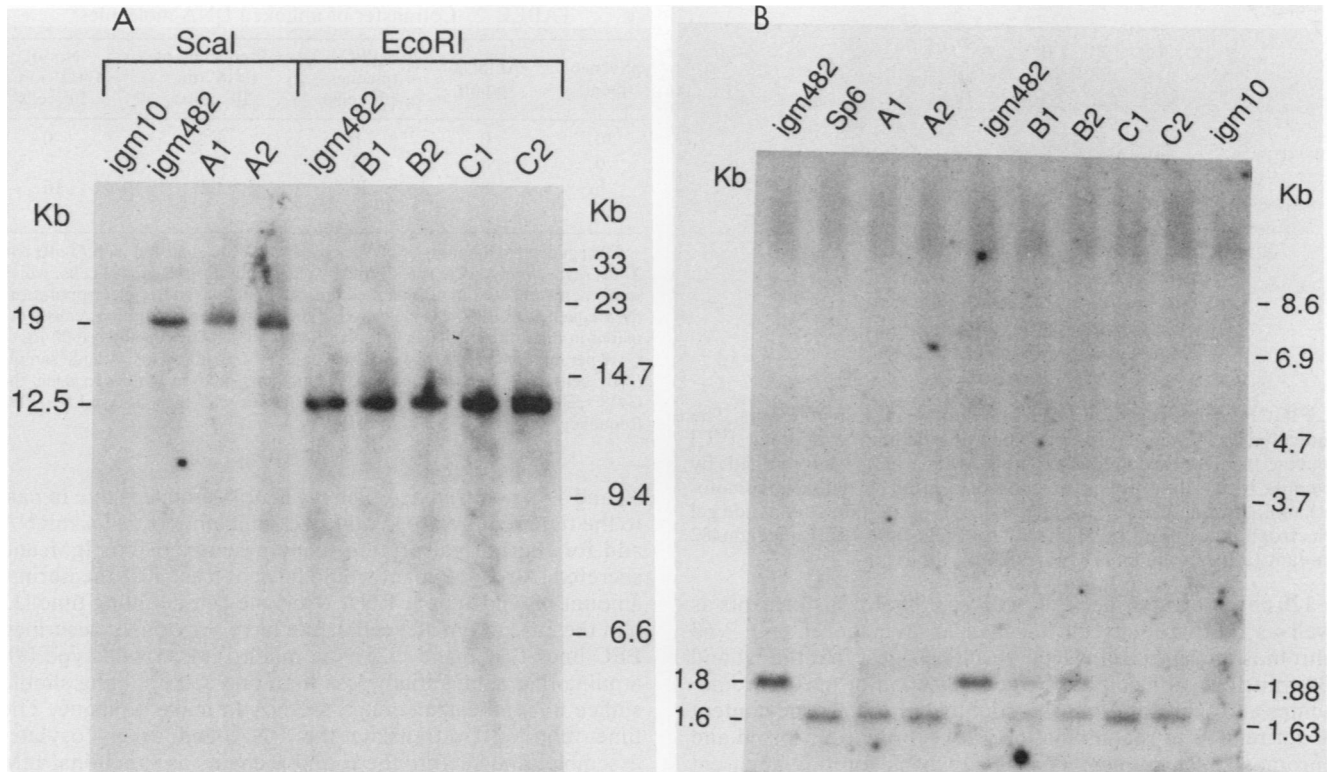 A
ScaI EcoRI
igm10 igm482 A1 A2 igm482 B1 B2 C1 C2
Kb
Kb
33
23
19
14.7
12.5
9.4
6.6
B
igm482 Sp6 A1 A2 igm482 B1 B2 C1 C2 igm10
Kb
Kb
8.6
6.9
4.7
3.7
1.8
1.88
1.6
1.63